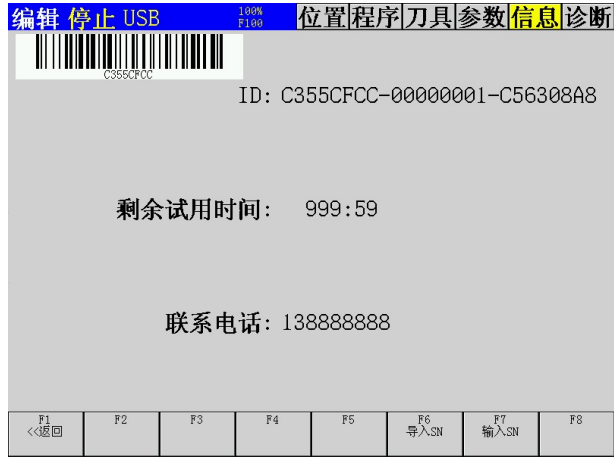 编辑 停止 USB 100% F100 位置 程序 刀具 参数 信息 诊断
C355CFCC
ID: C355CFCC-00000001-C56308A8
剩余试用时间: 999:59
联系电话: 138888888
F1 F2 F3 F4 F5 F6 F7 F8
<<返回 导入SN 输入SN